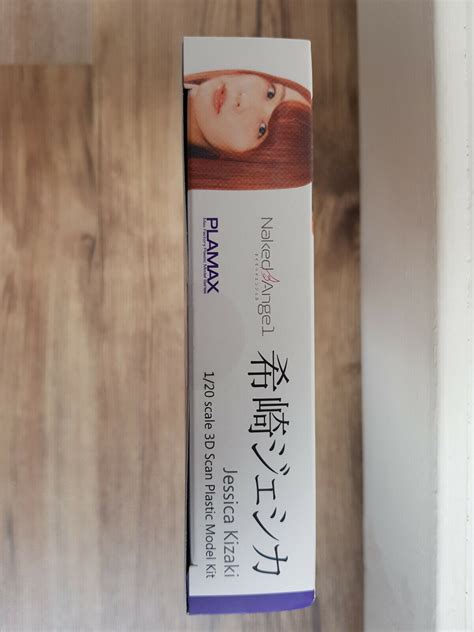 Naked Angel
PLAMAX
希崎ジェシカ
Jessica Kizaki
1/20 scale 3D Scan Plastic Model Kit